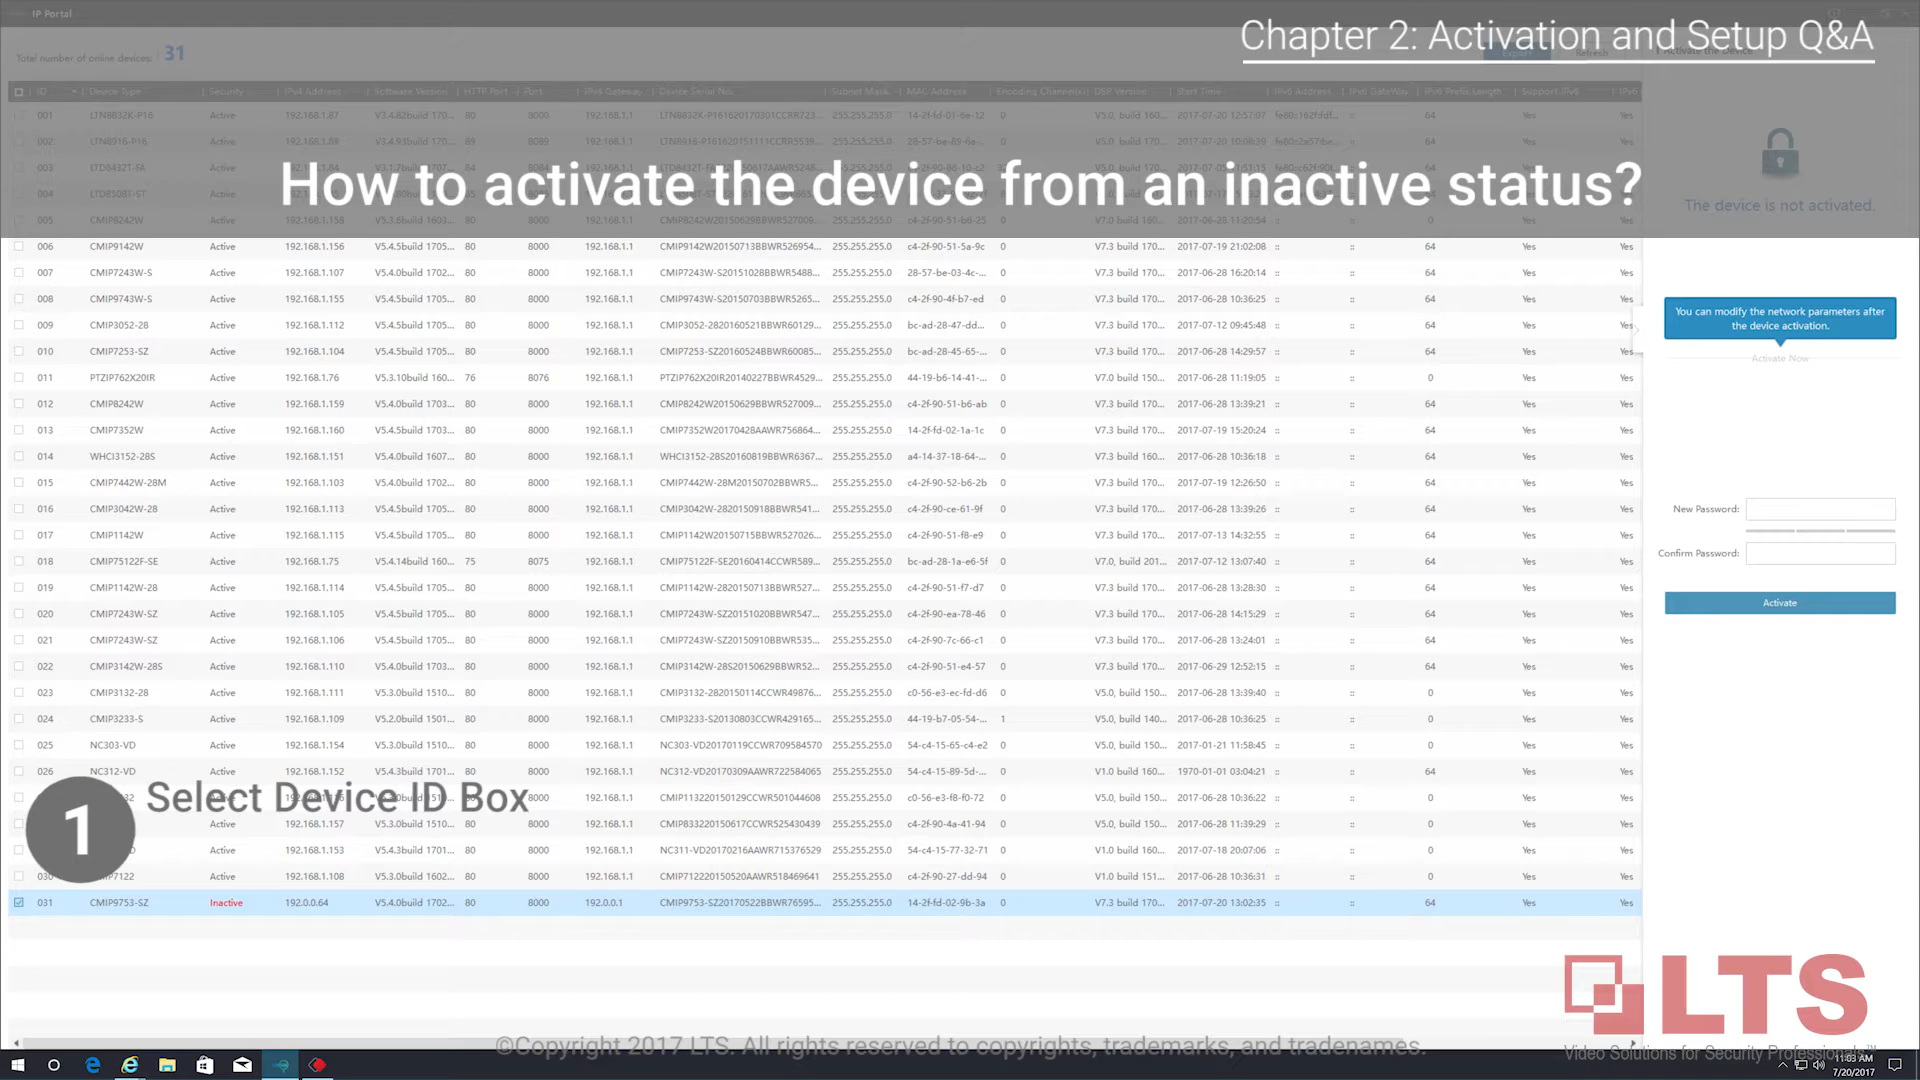 IP Portal
Chapter 2: Activation and Setup Q&A
Total number of online devices: 31
Refresh
Activate the Device
ID Device Type Security IPv4 Address Software Version HTTP Port Port IPv4 Gateway Device Serial No. Subnet Mask MAC Address Encoding Channel(s) DSP Version Start Time IPv6 Address IPv6 GateWay IPv6 Prefix Length Support IPv6 IPv6
How to activate the device from an inactive status?
The device is not activated.
006 CMIP9142W Active 192.168.1.156 V5.4.5build 1705... 80 8000 192.168.1.1 CMIP9142W20150713BBWR526954... 255.255.255.0 c4-2f-90-51-5a-9c 0 V7.3 build 170... 2017-07-19 21:02:08 :: :: 64 Yes Yes
007 CMIP7243W-S Active 192.168.1.107 V5.4.0build 1702... 80 8000 192.168.1.1 CMIP7243W-S20151028BBWR5488... 255.255.255.0 28-57-be-03-4c-... 0 V7.3 build 170... 2017-06-28 16:20:14 :: :: 64 Yes Yes
008 CMIP9743W-S Active 192.168.1.155 V5.4.5build 1705... 80 8000 192.168.1.1 CMIP9743W-S20150703BBWR5265... 255.255.255.0 c4-2f-90-4f-b7-ed 0 V7.3 build 170... 2017-06-28 10:36:25 :: :: 64 Yes Yes
009 CMIP3052-28 Active 192.168.1.112 V5.4.5build 1705... 80 8000 192.168.1.1 CMIP3052-2820160521BBWR60129... 255.255.255.0 bc-ad-28-47-dd... 0 V7.3 build 170... 2017-07-12 09:45:48 :: :: 64 Yes Yes
010 CMIP7253-SZ Active 192.168.1.104 V5.4.5build 1705... 80 8000 192.168.1.1 CMIP7253-SZ20160524BBWR60085... 255.255.255.0 bc-ad-28-45-65-... 0 V7.3 build 170... 2017-06-28 14:29:57 :: :: 64 Yes Yes
011 PTZIP762X20IR Active 192.168.1.76 V5.3.10build 160... 76 8076 192.168.1.1 PTZIP762X20IR20140227BBWR4529... 255.255.255.0 44-19-b6-14-41-... 0 V7.0 build 150... 2017-06-28 11:19:05 :: :: 0 Yes Yes
012 CMIP8242W Active 192.168.1.159 V5.4.0build 1703... 80 8000 192.168.1.1 CMIP8242W20150629BBWR527009... 255.255.255.0 c4-2f-90-51-b6-ab 0 V7.3 build 170... 2017-06-28 13:39:21 :: :: 64 Yes Yes
013 CMIP7352W Active 192.168.1.160 V5.4.5build 1705... 80 8000 192.168.1.1 CMIP7352W20170428AAWR756864... 255.255.255.0 14-2f-fd-02-1a-1c 0 V7.3 build 170... 2017-07-19 15:20:24 :: :: 64 Yes Yes
014 WHCI3152-28S Active 192.168.1.151 V5.4.0build 1607... 80 8000 192.168.1.1 WHCI3152-28S20160819BBWR6367... 255.255.255.0 a4-14-37-18-64-... 0 V7.3 build 160... 2017-06-28 10:36:18 :: :: 64 Yes Yes
015 CMIP7442W-28M Active 192.168.1.103 V5.4.0build 1702... 80 8000 192.168.1.1 CMIP7442W-28M20150702BBWR5... 255.255.255.0 c4-2f-90-52-b6-2b 0 V7.3 build 170... 2017-07-19 12:26:50 :: :: 64 Yes Yes
016 CMIP3042W-28 Active 192.168.1.113 V5.4.5build 1705... 80 8000 192.168.1.1 CMIP3042W-2820150918BBWR541... 255.255.255.0 c4-2f-90-ce-61-9f 0 V7.3 build 170... 2017-06-28 13:39:26 :: :: 64 Yes Yes
017 CMIP1142W Active 192.168.1.115 V5.4.5build 1705... 80 8000 192.168.1.1 CMIP1142W20150715BBWR527026... 255.255.255.0 c4-2f-90-51-f8-e9 0 V7.3 build 170... 2017-07-13 14:32:55 :: :: 64 Yes Yes
018 CMIP75122F-SE Active 192.168.1.75 V5.4.14build 160... 75 8075 192.168.1.1 CMIP75122F-SE20160414CCWR589... 255.255.255.0 bc-ad-28-1a-e6-5f 0 V7.0, build 201... 2017-07-12 13:07:40 :: :: 64 Yes Yes
019 CMIP1142W-28 Active 192.168.1.114 V5.4.5build 1705... 80 8000 192.168.1.1 CMIP1142W-2820150713BBWR527... 255.255.255.0 c4-2f-90-51-f7-d7 0 V7.3 build 170... 2017-06-28 13:28:30 :: :: 64 Yes Yes
020 CMIP7243W-SZ Active 192.168.1.105 V5.4.5build 1705... 80 8000 192.168.1.1 CMIP7243W-SZ20151020BBWR547... 255.255.255.0 c4-2f-90-ea-78-46 0 V7.3 build 170... 2017-06-28 14:15:29 :: :: 64 Yes Yes
021 CMIP7243W-SZ Active 192.168.1.106 V5.4.5build 1705... 80 8000 192.168.1.1 CMIP7243W-SZ20150910BBWR535... 255.255.255.0 c4-2f-90-7c-66-c1 0 V7.3 build 170... 2017-06-28 13:24:01 :: :: 64 Yes Yes
022 CMIP3142W-28S Active 192.168.1.110 V5.4.0build 1703... 80 8000 192.168.1.1 CMIP3142W-28S20150629BBWR52... 255.255.255.0 c4-2f-90-51-e4-57 0 V7.3 build 170... 2017-06-29 12:52:15 :: :: 64 Yes Yes
023 CMIP3132-28 Active 192.168.1.111 V5.3.0build 1510... 80 8000 192.168.1.1 CMIP3132-2820150114CCWR49876... 255.255.255.0 c0-56-e3-ec-fd-d6 0 V5.0, build 150... 2017-06-28 13:39:40 :: :: 0 Yes Yes
024 CMIP3233-S Active 192.168.1.109 V5.2.0build 1501... 80 8000 192.168.1.1 CMIP3233-S20130803CCWR429165... 255.255.255.0 44-19-b7-05-54-... 1 V5.0, build 140... 2017-06-28 10:36:25 :: :: 0 Yes Yes
025 NC303-VD Active 192.168.1.154 V5.3.0build 1510... 80 8000 192.168.1.1 NC303-VD20170119CCWR709584570 255.255.255.0 54-c4-15-65-c4-e2 0 V5.0, build 150... 2017-01-21 11:58:45 :: :: 0 Yes Yes
026 NC312-VD Active 192.168.1.152 V5.4.3build 1701... 80 8000 192.168.1.1 NC312-VD20170309AAWR722584065 255.255.255.0 54-c4-15-89-5d-... 0 V1.0 build 160... 1970-01-01 03:04:21 :: :: 64 Yes Yes
8000 192.168.1.1 CMIP113220150129CCWR501044608 255.255.255.0 c0-56-e3-f8-f0-72 0 V5.0, build 150... 2017-06-28 10:36:22 :: :: 0 Yes Yes
1 Select Device ID Box
Active 192.168.1.157 V5.3.0build 1510... 80 8000 192.168.1.1 CMIP833220150617CCWR525430439 255.255.255.0 c4-2f-90-4a-41-94 0 V5.0, build 150... 2017-06-28 11:39:29 :: :: 0 Yes Yes
Active 192.168.1.153 V5.4.3build 1701... 80 8000 192.168.1.1 NC311-VD20170216AAWR715376529 255.255.255.0 54-c4-15-77-32-71 0 V1.0 build 160... 2017-07-18 20:07:06 :: :: 0 Yes Yes
030 Active 192.168.1.108 V5.3.0build 1602... 80 8000 192.168.1.1 CMIP712220150520AAWR518469641 255.255.255.0 c4-2f-90-27-dd-94 0 V1.0 build 151... 2017-06-28 10:36:31 :: :: 0 Yes Yes
031 CMIP9753-SZ Inactive 192.0.0.64 V5.4.0build 1702... 80 8000 192.0.0.1 CMIP9753-SZ20170522BBWR76595... 255.255.255.0 14-2f-fd-02-9b-3a 0 V7.3 build 170... 2017-07-20 13:02:35 :: :: 64 Yes Yes
You can modify the network parameters after
the device activation.
Activate Now
New Password:
Confirm Password:
Activate
LTS
Video Solutions for Security Professionals™
©Copyright 2017 LTS. All rights reserved to copyrights, trademarks, and tradenames.
11:03 AM
7/20/2017